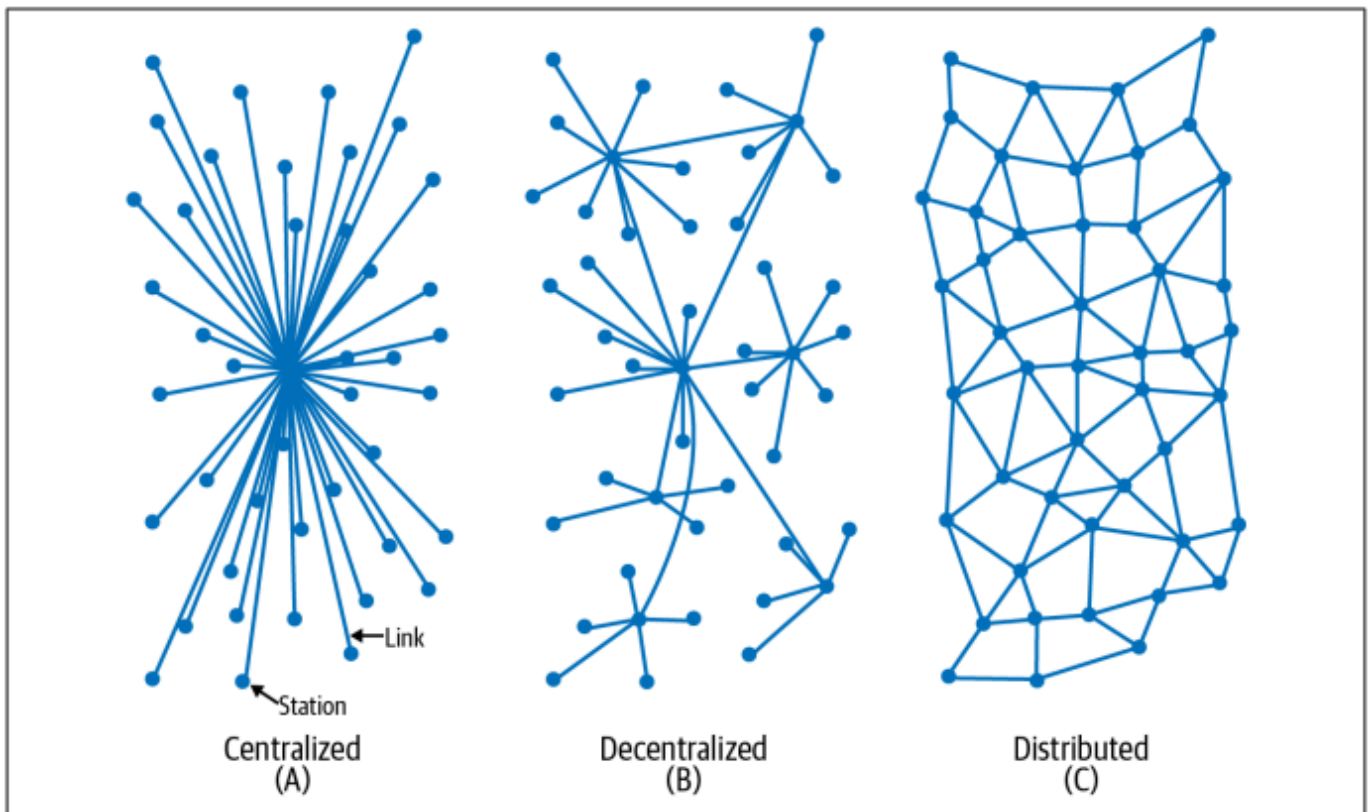 Link
Station
Centralized
(A)
Decentralized
(B)
Distributed
(C)